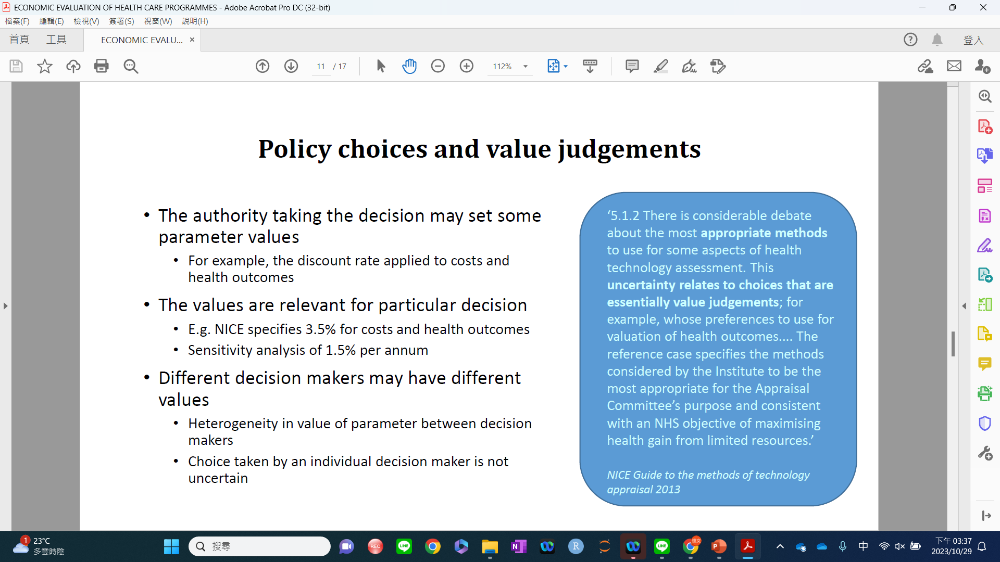 ECONOMIC EVALUATION OF HEALTH CARE PROGRAMMES - Adobe Acrobat Pro DC (32-bit)
檔案(F) 編輯(E) 檢視(V) 簽署(S) 視窗(W) 說明(H)
首頁 工具 ECONOMIC EVALU... × 登入
11 / 17 112%
Policy choices and value judgements
• The authority taking the decision may set some
parameter values
• For example, the discount rate applied to costs and
health outcomes
• The values are relevant for particular decision
• E.g. NICE specifies 3.5% for costs and health outcomes
• Sensitivity analysis of 1.5% per annum
• Different decision makers may have different
values
• Heterogeneity in value of parameter between decision
makers
• Choice taken by an individual decision maker is not
uncertain
‘5.1.2 There is considerable debate
about the most appropriate methods
to use for some aspects of health
technology assessment. This
uncertainty relates to choices that are
essentially value judgements; for
example, whose preferences to use for
valuation of health outcomes.... The
reference case specifies the methods
considered by the Institute to be the
most appropriate for the Appraisal
Committee’s purpose and consistent
with an NHS objective of maximising
health gain from limited resources.’
NICE Guide to the methods of technology
appraisal 2013
1 23°C
多雲時陰
搜尋
REC
LINE
N
R
LINE
P
中
下午 03:37
2023/10/29